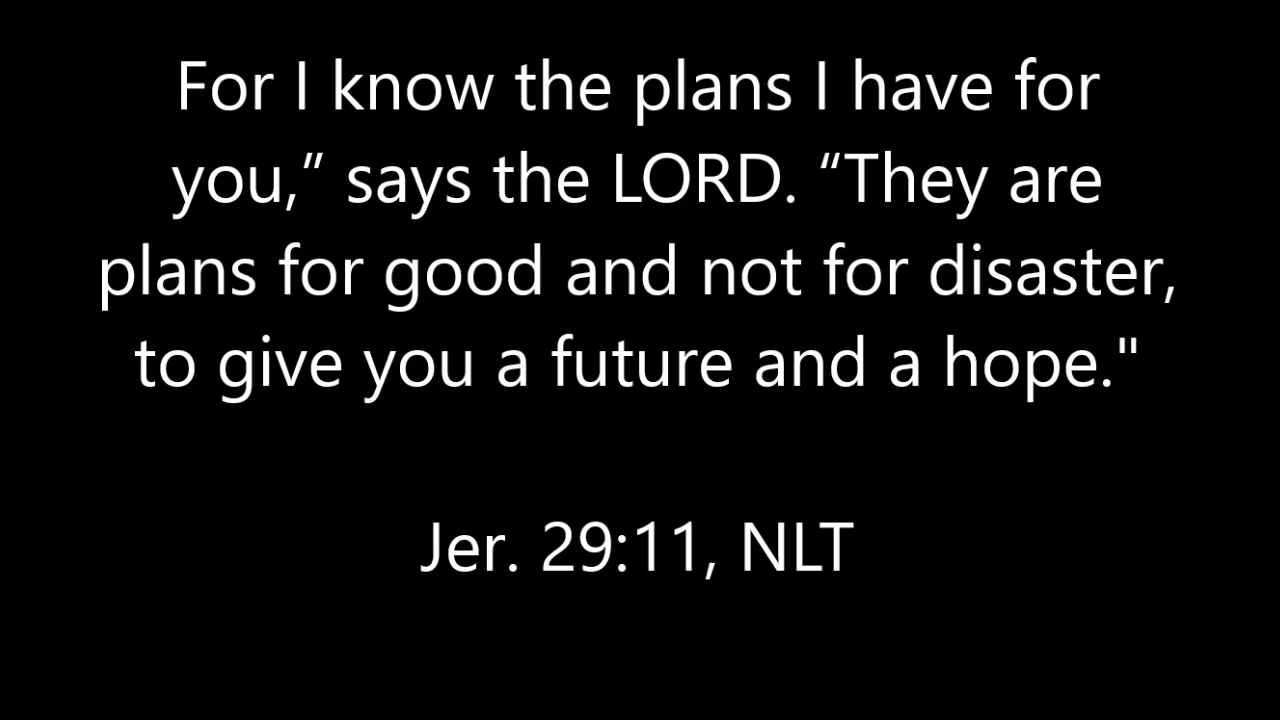 For I know the plans I have for
you,” says the LORD. “They are
plans for good and not for disaster,
to give you a future and a hope."
Jer. 29:11, NLT